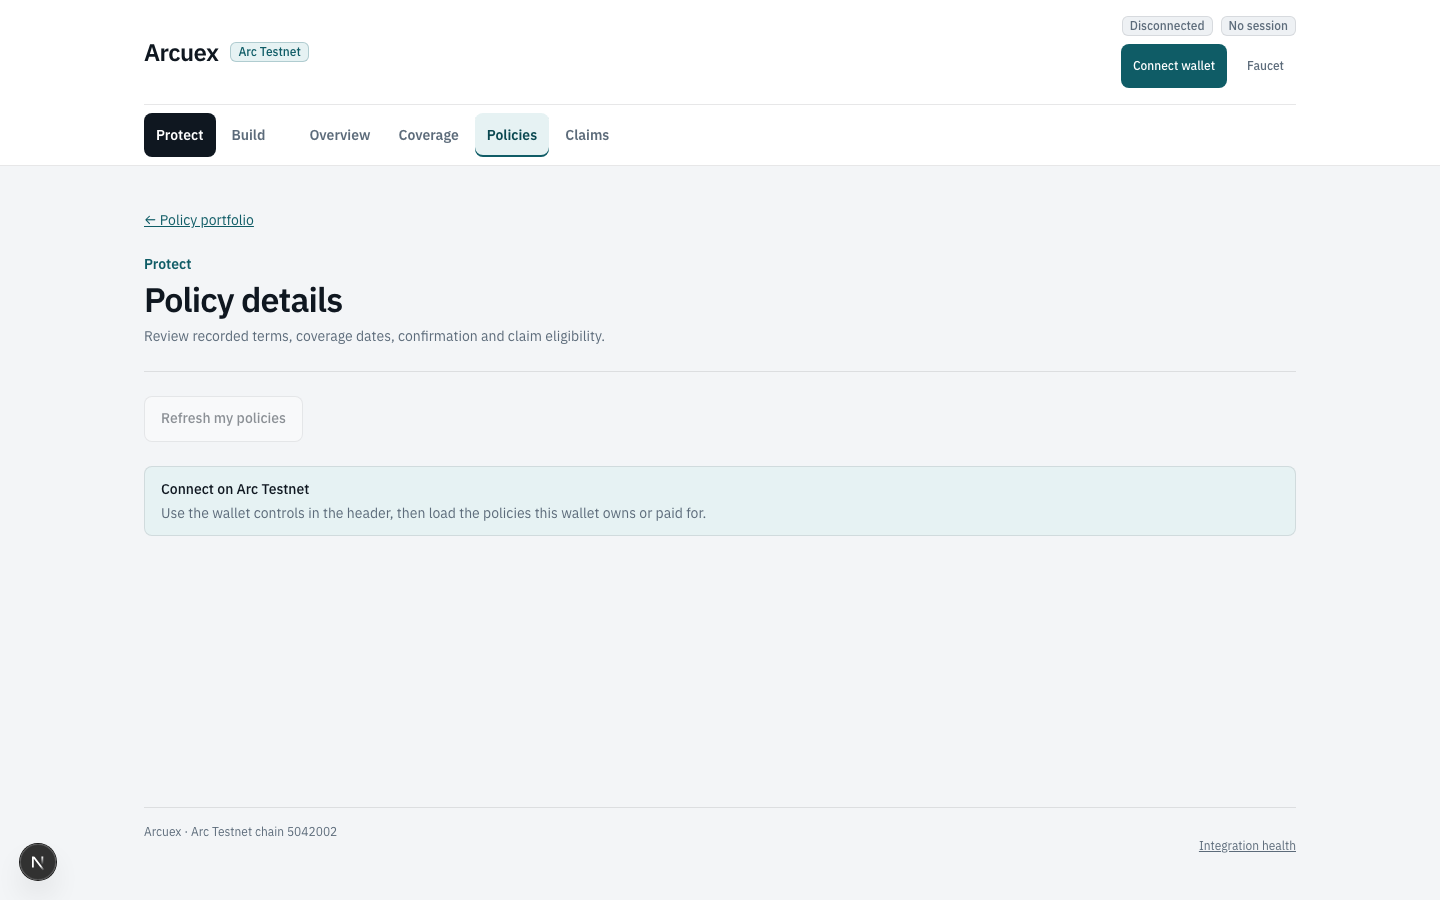 Arcuex Arc Testnet
Disconnected No session
Connect wallet Faucet
Protect Build Overview Coverage Policies Claims
← Policy portfolio
Protect
Policy details
Review recorded terms, coverage dates, confirmation and claim eligibility.
Refresh my policies
Connect on Arc Testnet
Use the wallet controls in the header, then load the policies this wallet owns or paid for.
Arcuex · Arc Testnet chain 5042002
Integration health
N